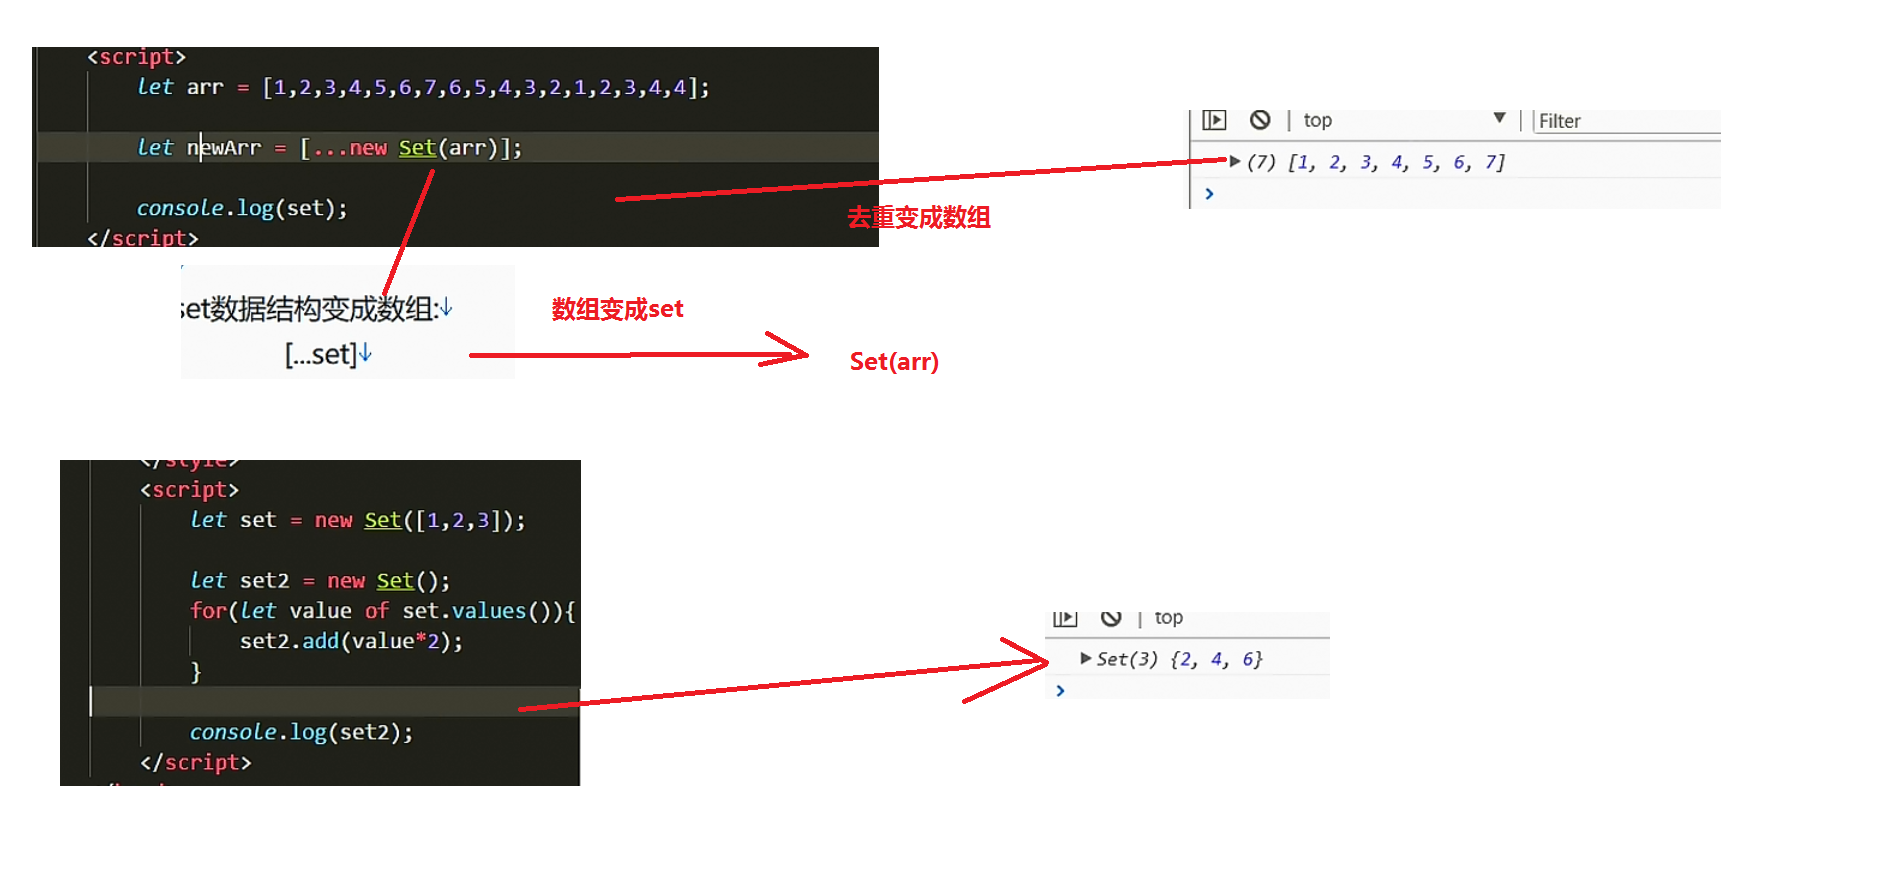 <script>
let arr = [1,2,3,4,5,6,7,6,5,4,3,2,1,2,3,4,4];
let newArr = [...new Set(arr)];
console.log(set);
</script>
top
Filter
(7) [1, 2, 3, 4, 5, 6, 7]
去重变成数组
set数据结构变成数组:↓
[...set]↓
数组变成set
Set(arr)
</style>
<script>
let set = new Set([1,2,3]);
let set2 = new Set();
for(let value of set.values()){
set2.add(value*2);
}
console.log(set2);
</script>
top
Set(3) {2, 4, 6}